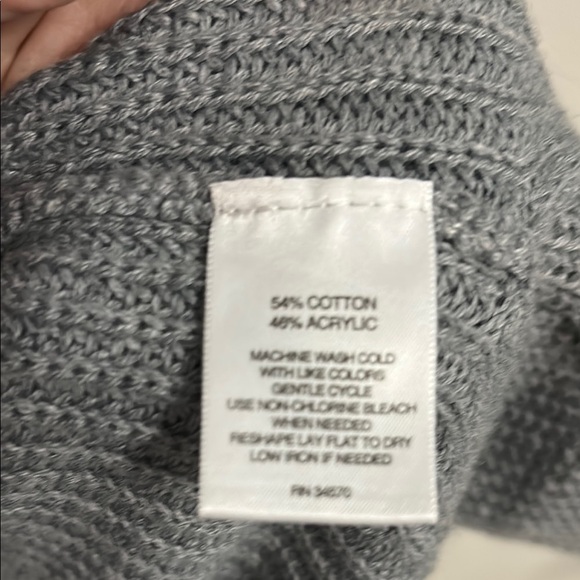 54% COTTON
46% ACRYLIC
MACHINE WASH COLD
WITH LIKE COLORS
GENTLE CYCLE
USE NON-CHLORINE BLEACH
WHEN NEEDED
RESHAPE LAY FLAT TO DRY
LOW IRON IF NEEDED
RN